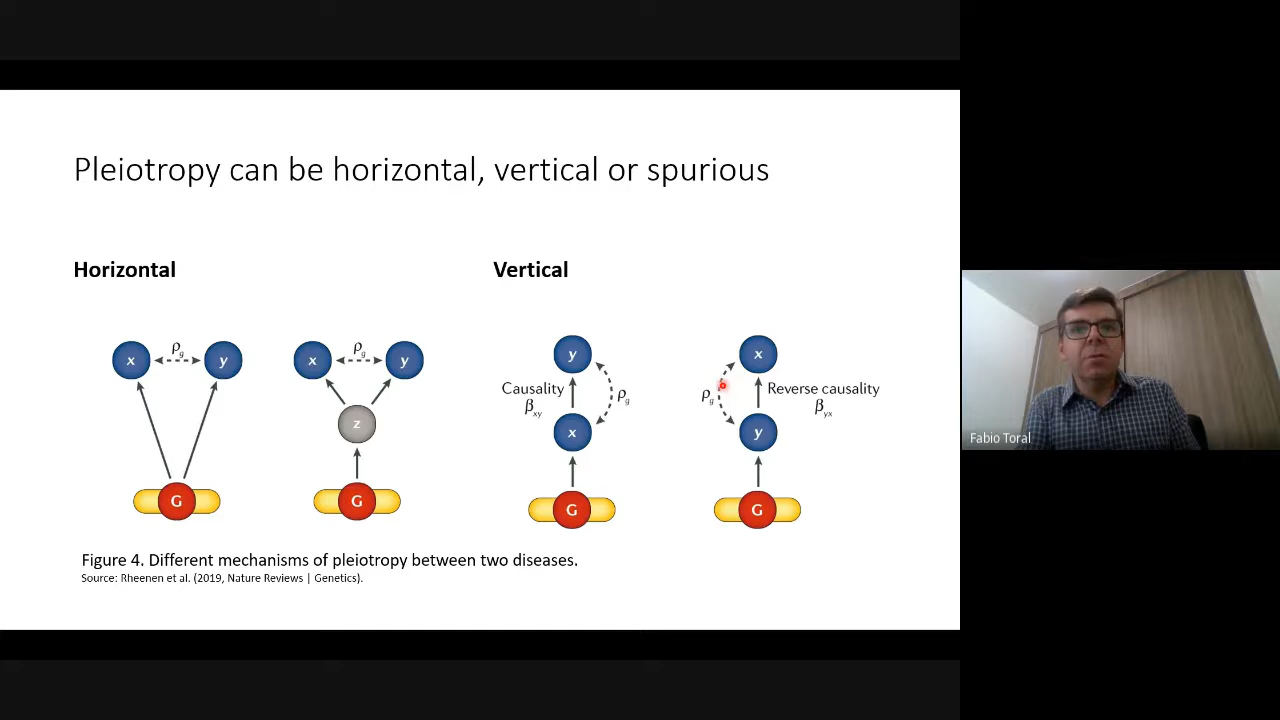 Pleiotropy can be horizontal, vertical or spurious
Horizontal
Vertical
x
ρg
y
G
x
ρg
y
z
G
y
Causality
βxy
ρg
x
G
x
ρg
Reverse causality
βyx
y
G
Figure 4. Different mechanisms of pleiotropy between two diseases.
Source: Rheenen et al. (2019, Nature Reviews | Genetics).
Fabio Toral